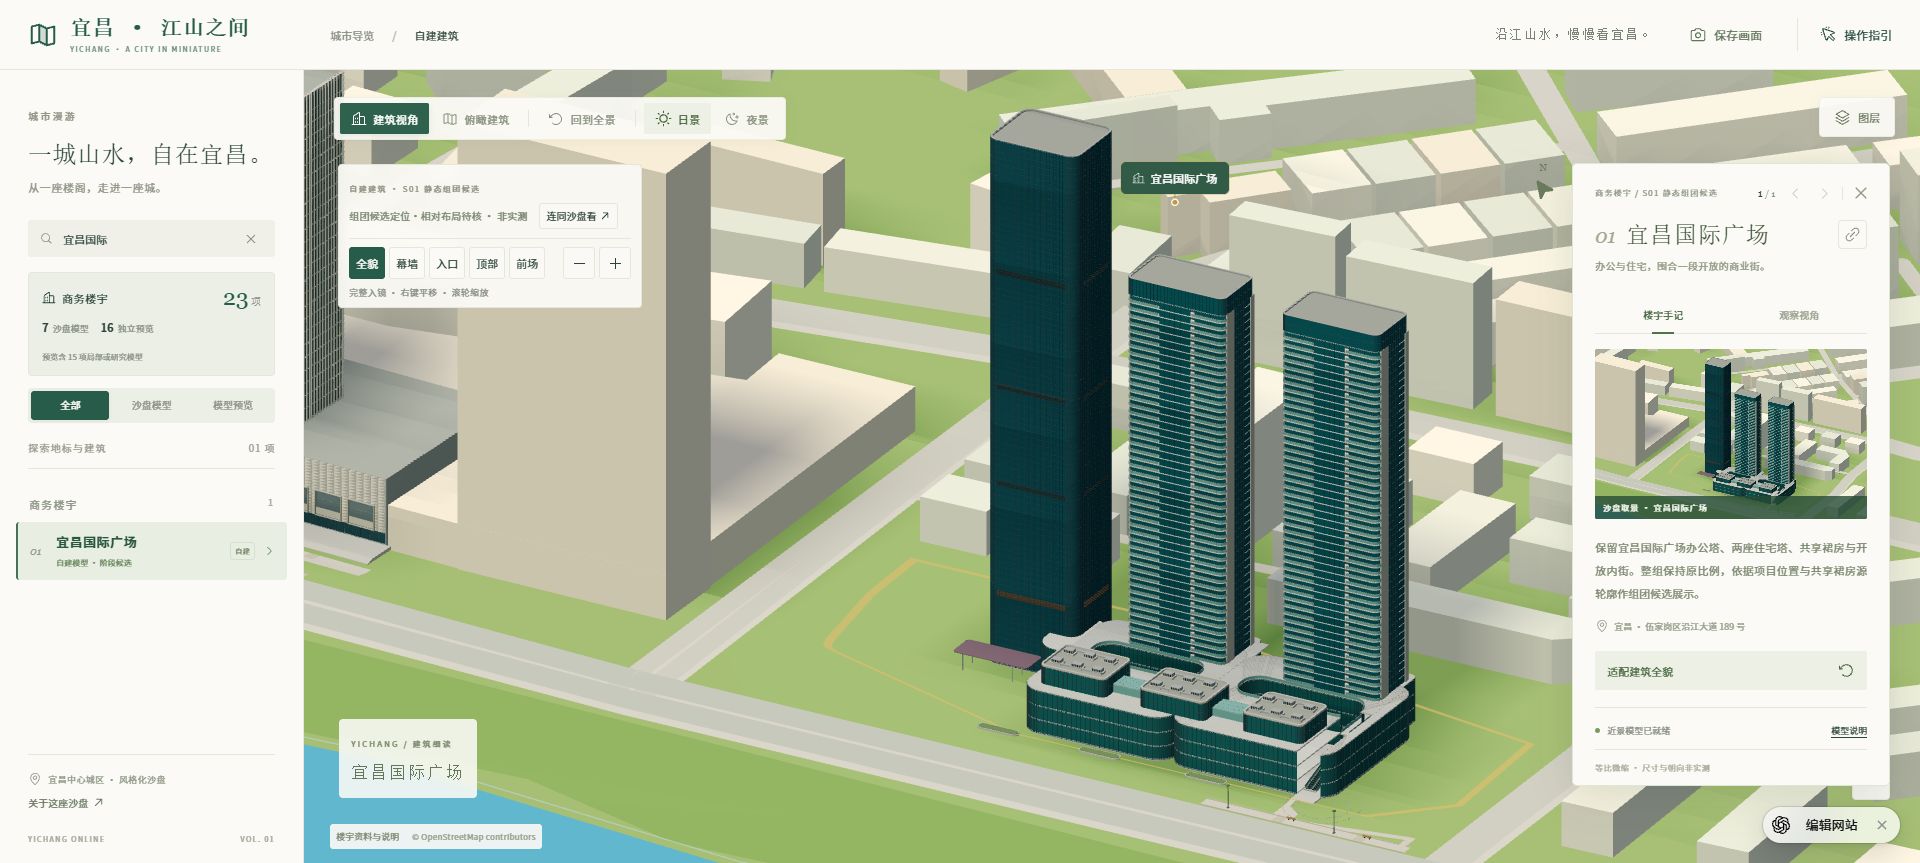 宜昌 • 江山之间
YICHANG • A CITY IN MINIATURE
城市导览 / 自建建筑
沿江山水，慢慢看宜昌。
保存画面
操作指引
城市漫游
一城山水，自在宜昌。
从一座楼阁，走进一座城。
宜昌国际
商务楼宇
23 项
7 沙盘模型 16 独立预览
预览含 15 项局部或研究模型
全部 沙盘模型 模型预览
探索地标与建筑 01 项
商务楼宇 1
01 宜昌国际广场 自建
自建模型 • 阶段候选
宜昌中心城区 • 风格化沙盘
关于这座沙盘
YICHANG ONLINE VOL. 01
建筑视角 俯瞰建筑 回到全景 日景 夜景
自建建筑 • S01 静态组团候选
组团候选定位 • 相对布局待核 • 非实测 连同沙盘看
全貌 幕墙 入口 顶部 前场 − +
完整入镜 • 右键平移 • 滚轮缩放
宜昌国际广场
N
图层
YICHANG / 建筑细读
宜昌国际广场
楼宇资料与说明 © OpenStreetMap contributors
商务楼宇 / S01 静态组团候选 1 / 1
01 宜昌国际广场
办公与住宅，围合一段开放的商业街。
楼宇手记 观察视角
沙盘取景 • 宜昌国际广场
保留宜昌国际广场办公塔、两座住宅塔、共享裙房与开
放内街。整组保持原比例，依据项目位置与共享裙房源
轮廓作组团候选展示。
宜昌 • 伍家岗区沿江大道 189 号
适配建筑全貌
近景模型已就绪 模型说明
等比微缩 • 尺寸与朝向非实测
编辑网站